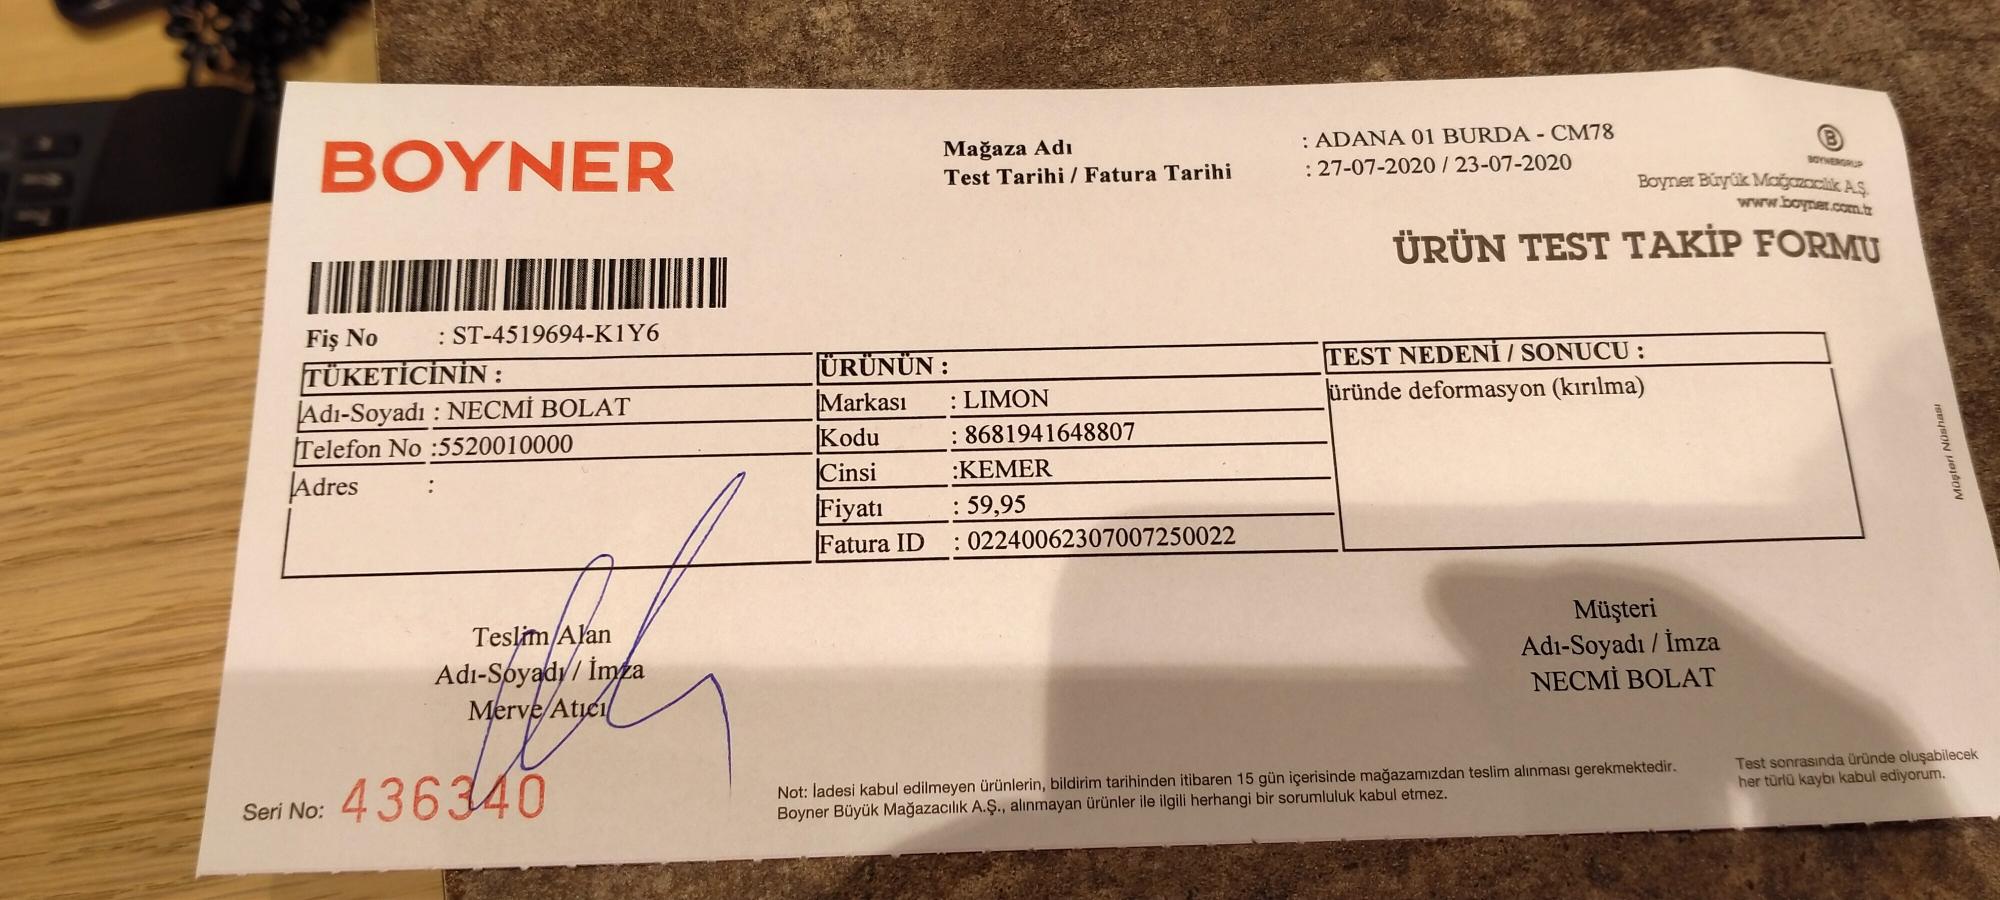 BOYNER
Mağaza Adı : ADANA 01 BURDA - CM78
Test Tarihi / Fatura Tarihi : 27-07-2020 / 23-07-2020
B
BOYNERGRUP
Boyner Büyük Mağazacılık A.Ş.
www.boyner.com.tr
ÜRÜN TEST TAKİP FORMU
Fiş No : ST-4519694-K1Y6
TÜKETİCİNİN :
Adı-Soyadı : NECMİ BOLAT
Telefon No :5520010000
Adres :
ÜRÜNÜN :
Markası : LIMON
Kodu : 8681941648807
Cinsi :KEMER
Fiyatı : 59,95
Fatura ID : 02240062307007250022
TEST NEDENİ / SONUCU :
üründe deformasyon (kırılma)
Müşteri Nüshası
Teslim Alan
Adı-Soyadı / İmza
Merve Atıcı
Müşteri
Adı-Soyadı / İmza
NECMİ BOLAT
Seri No: 436340
Not: İadesi kabul edilmeyen ürünlerin, bildirim tarihinden itibaren 15 gün içerisinde mağazamızdan teslim alınması gerekmektedir.
Boyner Büyük Mağazacılık A.Ş., alınmayan ürünler ile ilgili herhangi bir sorumluluk kabul etmez.
Test sonrasında üründe oluşabilecek
her türlü kaybı kabul ediyorum.